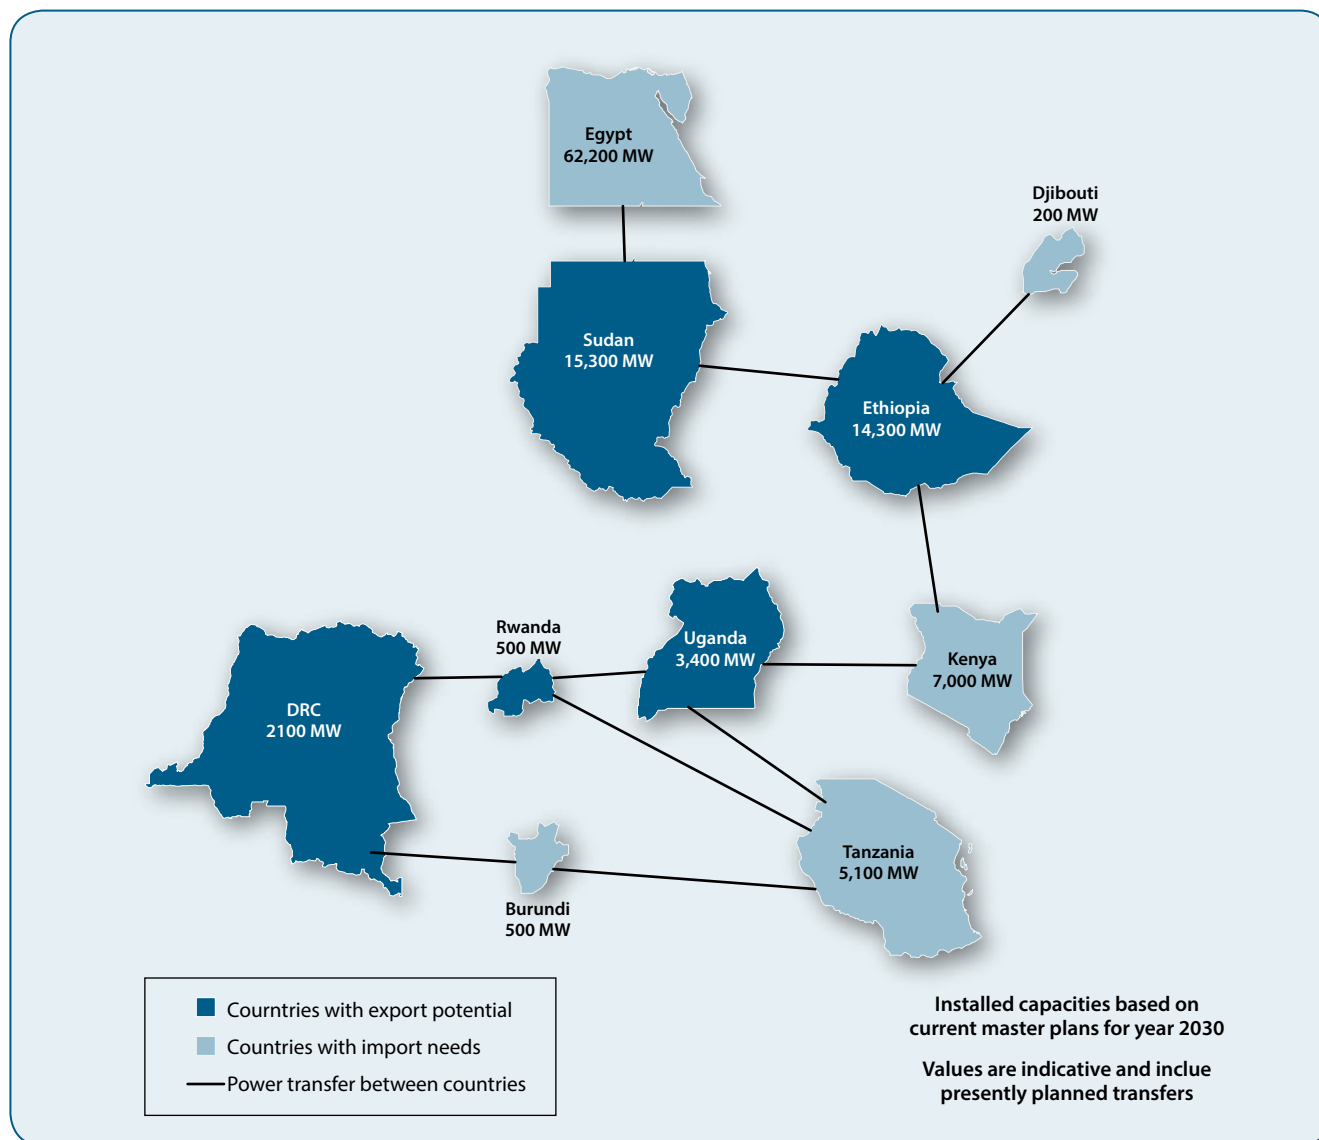 Egypt
62,200 MW
Djibouti
200 MW
Sudan
15,300 MW
Ethiopia
14,300 MW
Rwanda
500 MW
Uganda
3,400 MW
Kenya
7,000 MW
DRC
2100 MW
Tanzania
5,100 MW
Burundi
500 MW
Courntries with export potential
Countries with import needs
Power transfer between countries
Installed capacities based on
current master plans for year 2030
Values are indicative and inclue
presently planned transfers